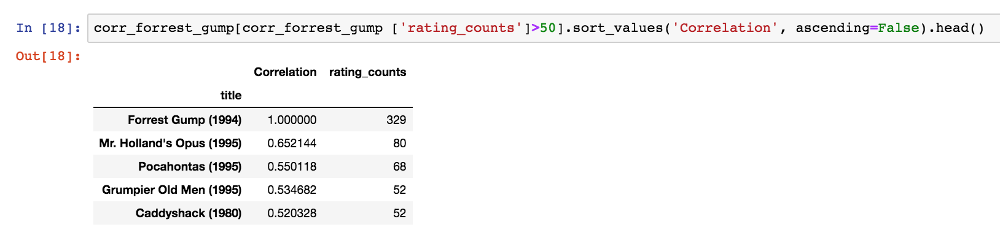 In [18]: corr_forrest_gump[corr_forrest_gump ['rating_counts']>50].sort_values('Correlation', ascending=False).head()
Out[18]:
Correlation rating_counts
title
Forrest Gump (1994) 1.000000 329
Mr. Holland's Opus (1995) 0.652144 80
Pocahontas (1995) 0.550118 68
Grumpier Old Men (1995) 0.534682 52
Caddyshack (1980) 0.520328 52